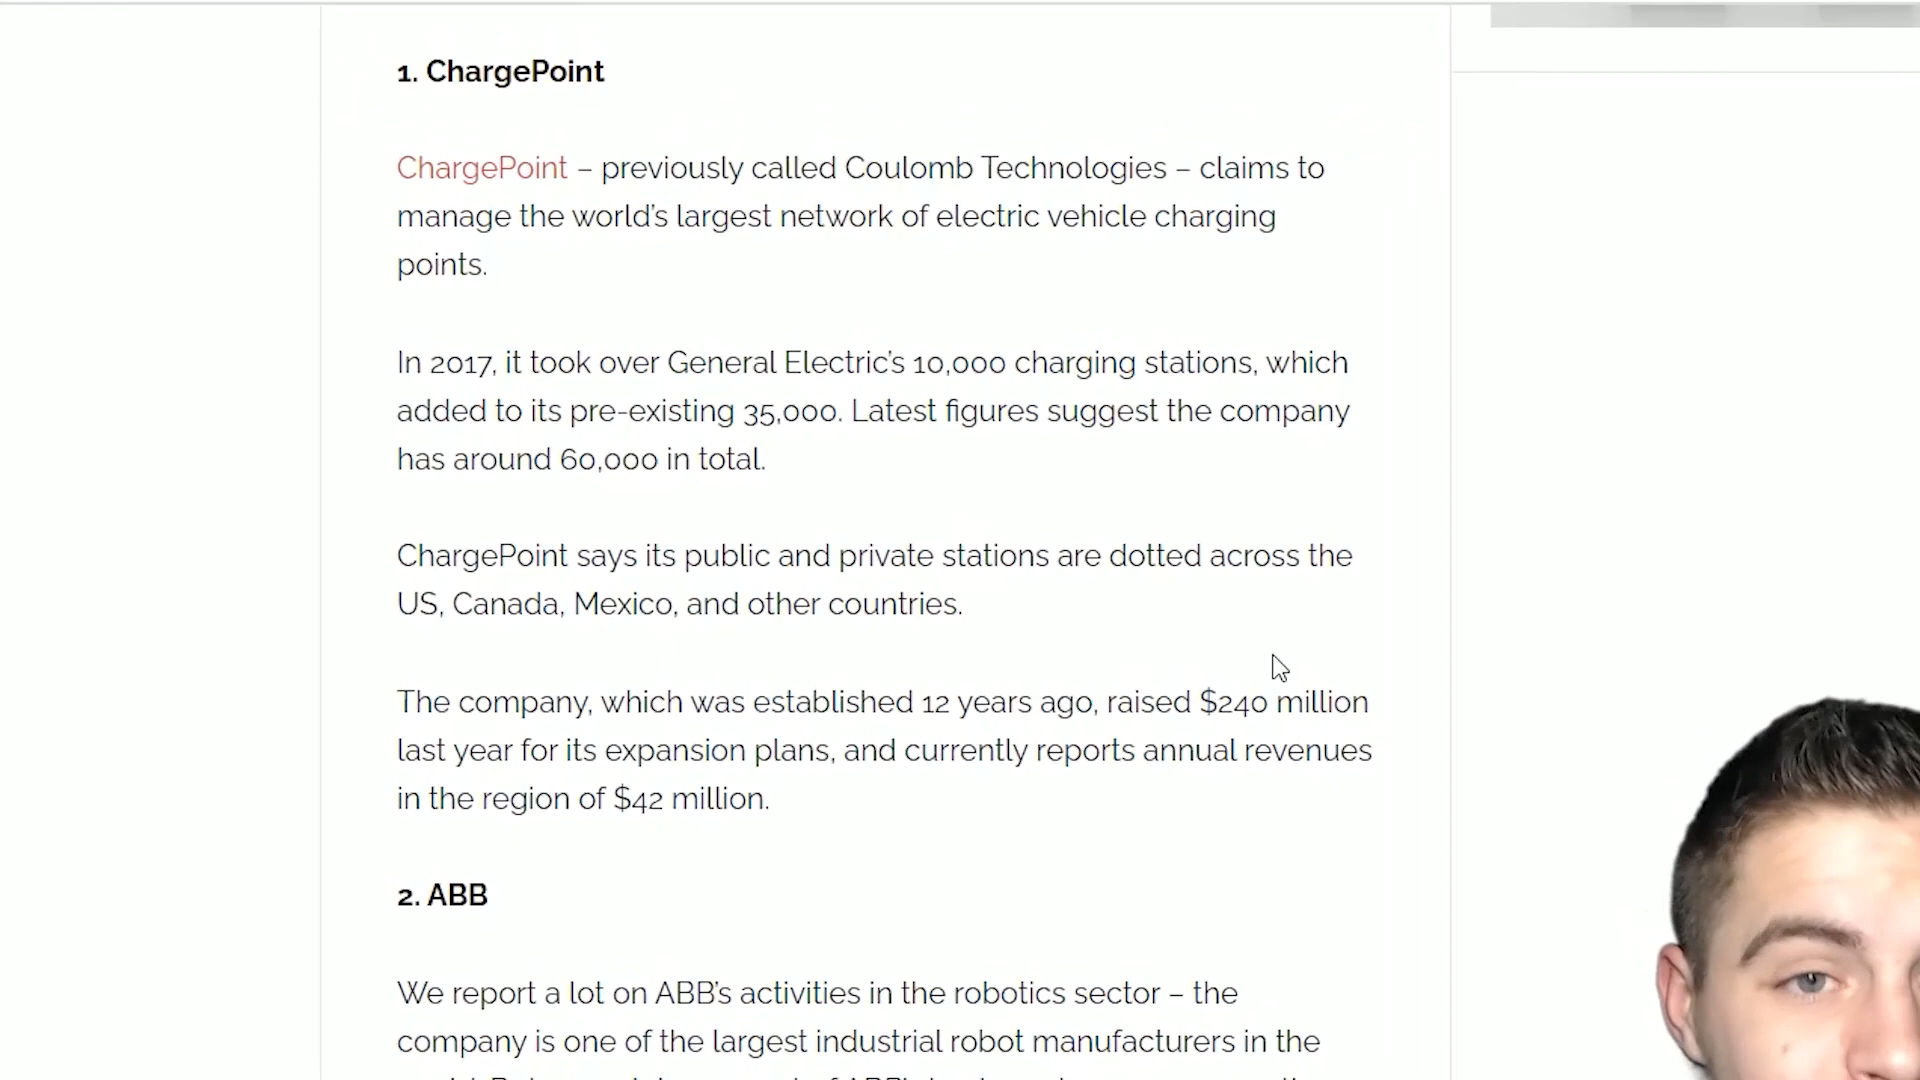 1. ChargePoint
ChargePoint – previously called Coulomb Technologies – claims to
manage the world's largest network of electric vehicle charging
points.
In 2017, it took over General Electric's 10,000 charging stations, which
added to its pre-existing 35,000. Latest figures suggest the company
has around 60,000 in total.
ChargePoint says its public and private stations are dotted across the
US, Canada, Mexico, and other countries.
The company, which was established 12 years ago, raised $240 million
last year for its expansion plans, and currently reports annual revenues
in the region of $42 million.
2. ABB
We report a lot on ABB's activities in the robotics sector – the
company is one of the largest industrial robot manufacturers in the